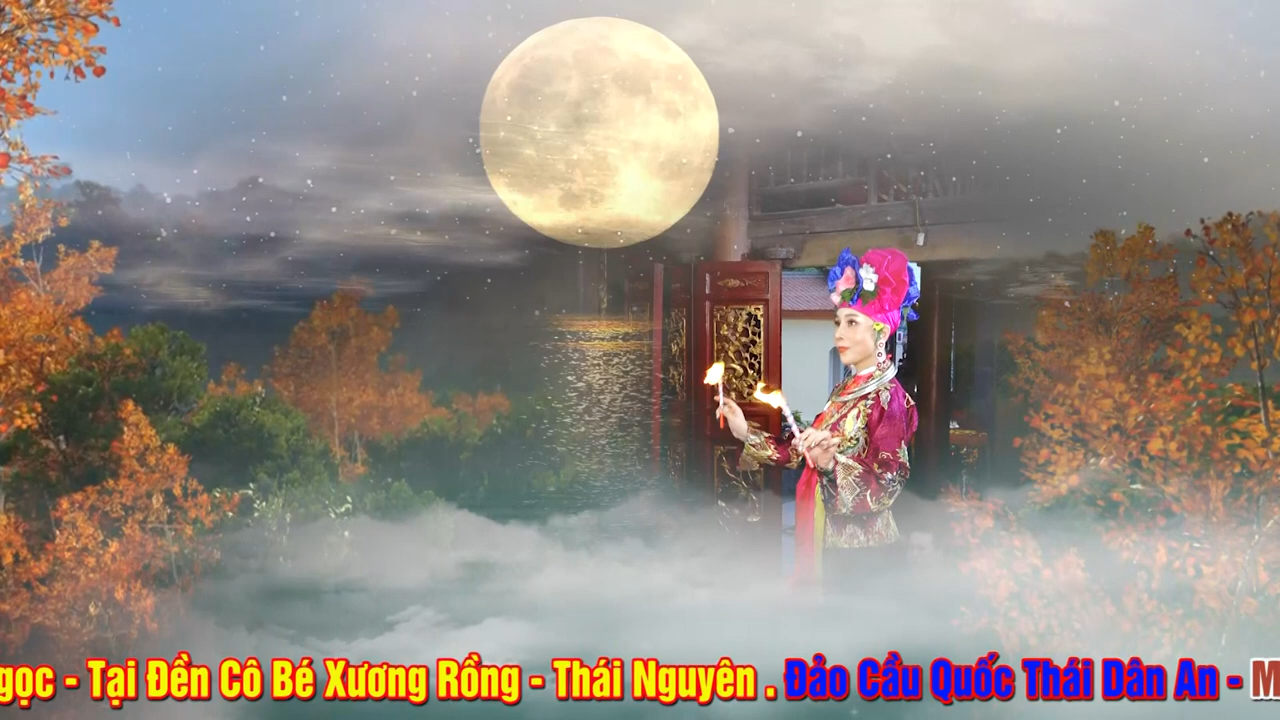 gọc - Tại Đền Cô Bé Xương Rồng - Thái Nguyên . Đảo Cầu Quốc Thái Dân An - M